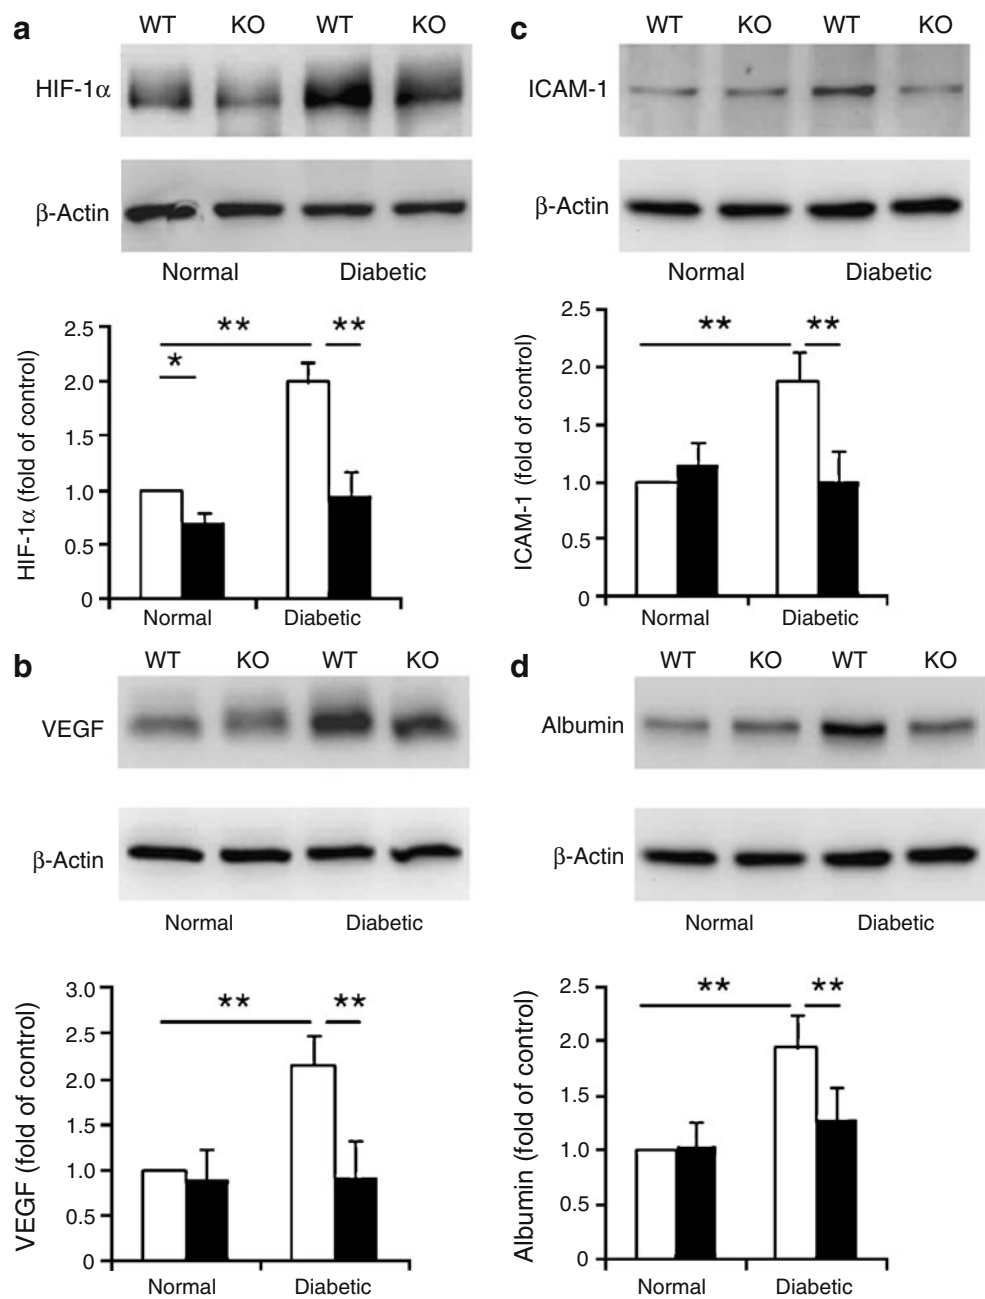 a WT KO WT KO
HIF-1α
β-Actin
Normal Diabetic
HIF-1α (fold of control)
2.5
2.0
1.5
1.0
0.5
0
** **
*
Normal Diabetic
c WT KO WT KO
ICAM-1
β-Actin
Normal Diabetic
ICAM-1 (fold of control)
2.5
2.0
1.5
1.0
0.5
0
** **
Normal Diabetic
b WT KO WT KO
VEGF
β-Actin
Normal Diabetic
VEGF (fold of control)
3.0
2.5
2.0
1.5
1.0
0.5
0
** **
Normal Diabetic
d WT KO WT KO
Albumin
β-Actin
Normal Diabetic
Albumin (fold of control)
2.5
2.0
1.5
1.0
0.5
0
** **
Normal Diabetic